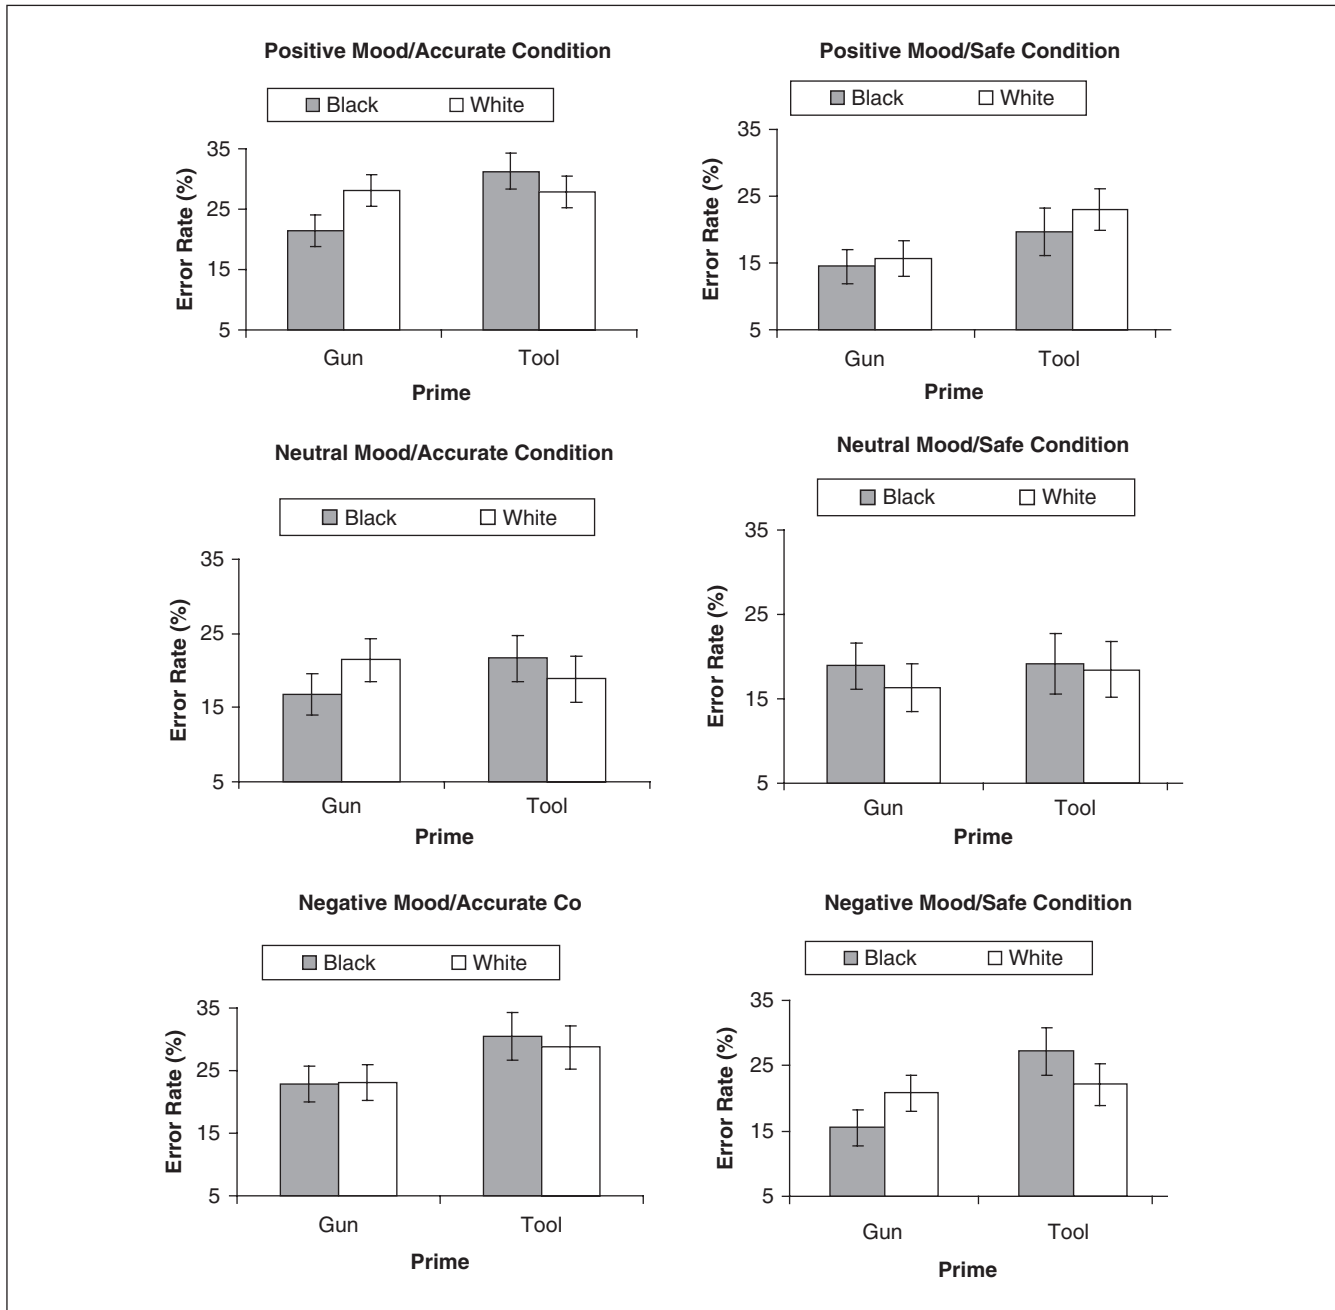 Positive Mood/Accurate Condition
Black White
35
25
15
5
Error Rate (%)
Gun Tool
Prime
Positive Mood/Safe Condition
Black White
35
25
15
5
Error Rate (%)
Gun Tool
Prime
Neutral Mood/Accurate Condition
Black White
35
25
15
5
Error Rate (%)
Gun Tool
Prime
Neutral Mood/Safe Condition
Black White
35
25
15
5
Error Rate (%)
Gun Tool
Prime
Negative Mood/Accurate Co
Black White
35
25
15
5
Error Rate (%)
Gun Tool
Prime
Negative Mood/Safe Condition
Black White
35
25
15
5
Error Rate (%)
Gun Tool
Prime